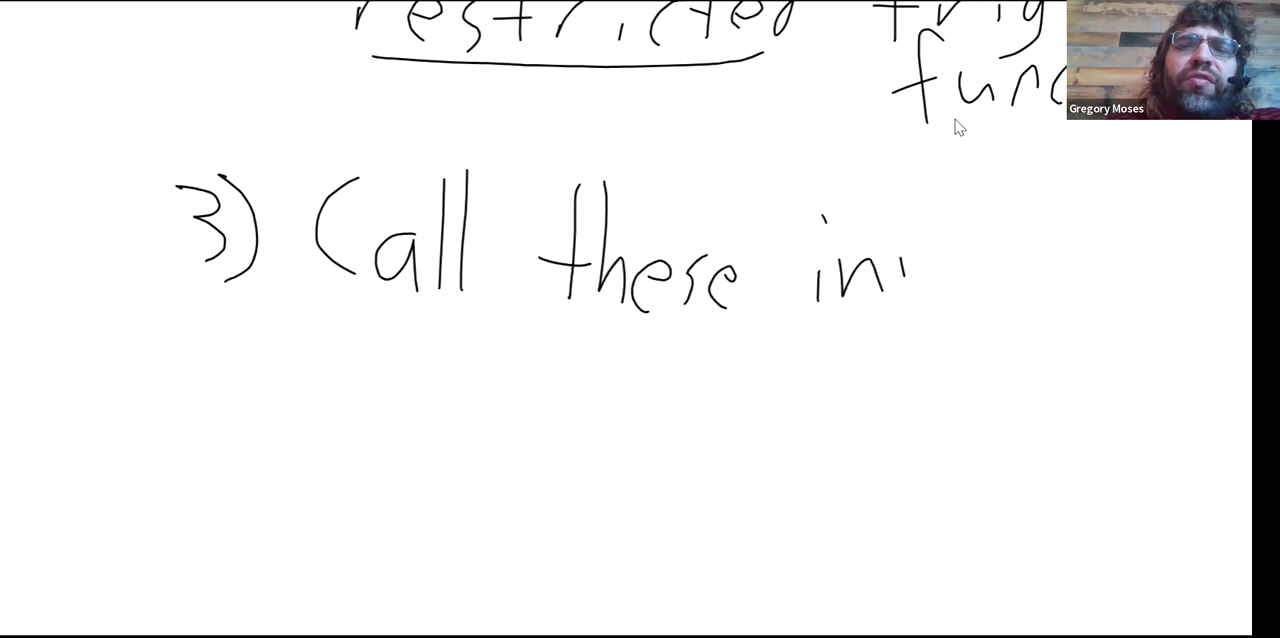 restricted trig
func
3) Call these in
Gregory Moses